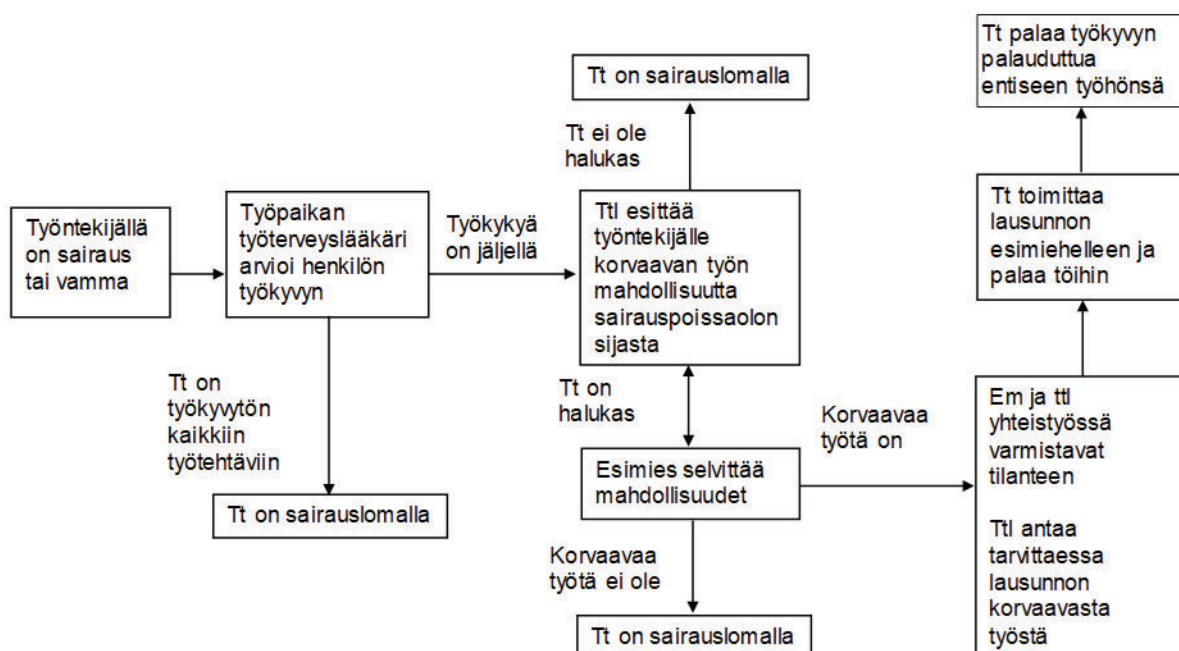 Työntekijällä
on sairaus
tai vamma
Työpaikan
työterveyslääkäri
arvioi henkilön
työkyvyn
Tt on
työkyvytön
kaikkiin
työtehtäviin
Tt on sairauslomalla
Työkykyä
on jäljellä
Ttl esittää
työntekijälle
korvaavan työn
mahdollisuutta
sairauspoissaolon
sijasta
Tt ei ole
halukas
Tt on sairauslomalla
Tt on
halukas
Esimies selvittää
mahdollisuudet
Korvaavaa
työtä ei ole
Tt on sairauslomalla
Korvaavaa
työtä on
Em ja ttl
yhteistyössä
varmistavat
tilanteen
Ttl antaa
tarvittaessa
lausunnon
korvaavasta
työstä
Tt toimittaa
lausunnon
esimiehelleen ja
palaa töihin
Tt palaa työkyvyn
palauduttua
entiseen työhönsä